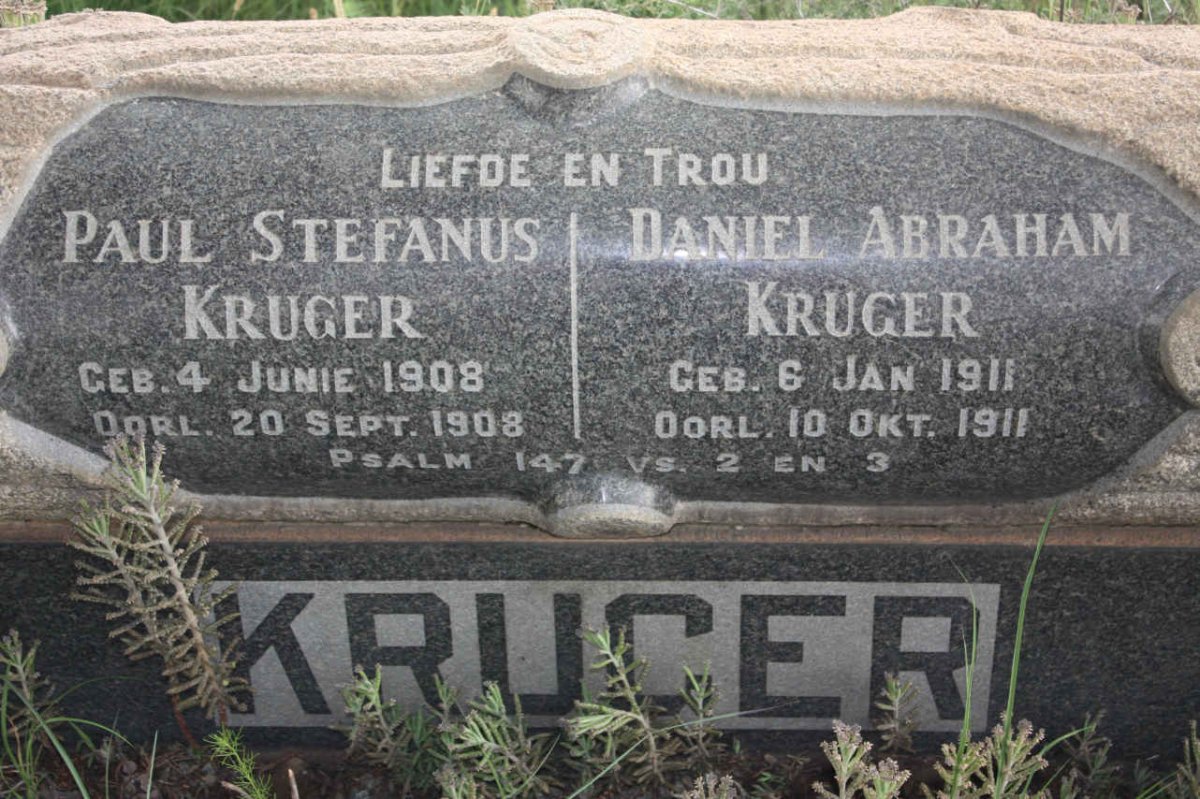 LIEFDE EN TROU
PAUL STEFANUS
KRUGER
GEB. 4 JUNIE 1908
OORL. 20 SEPT. 1908
DANIEL ABRAHAM
KRUGER
GEB. 6 JAN 1911
OORL. 10 OKT. 1911
PSALM 147 VS. 2 EN 3
KRUGER